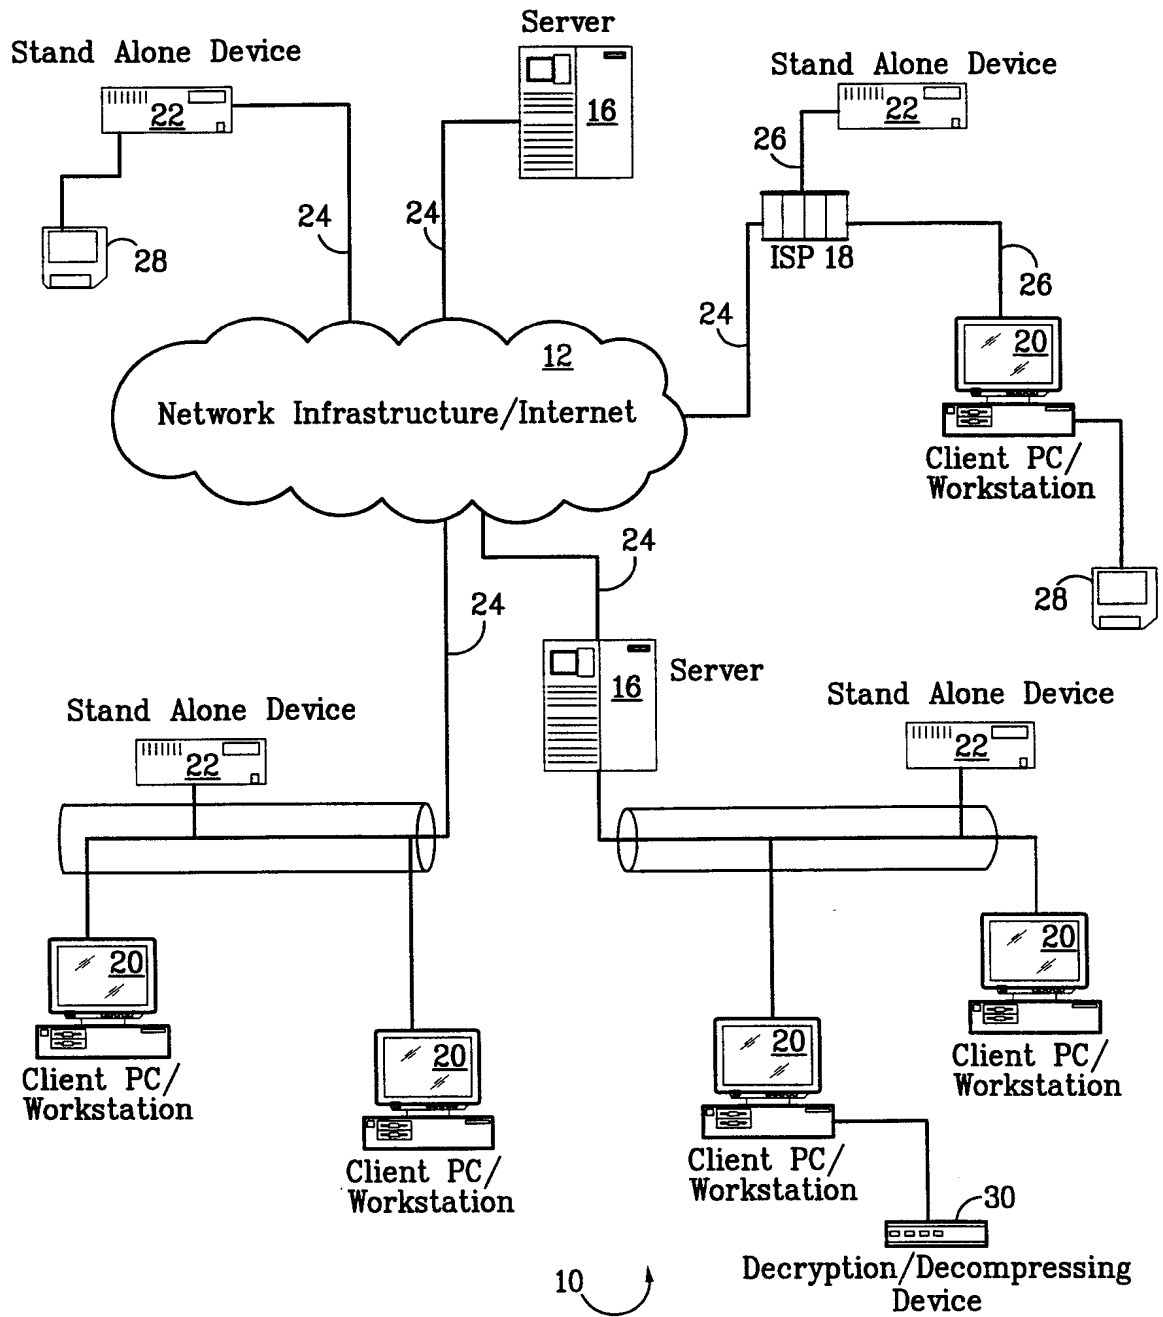 Server
Stand Alone Device
Stand Alone Device
22
16
22
26
24
24
28
ISP 18
26
24
12
20
Network Infrastructure/Internet
Client PC/
Workstation
24
24
28
16
Server
Stand Alone Device
Stand Alone Device
22
22
20
20
20
20
Client PC/
Workstation
Client PC/
Workstation
Client PC/
Workstation
Client PC/
Workstation
30
Decryption/Decompressing
Device
10